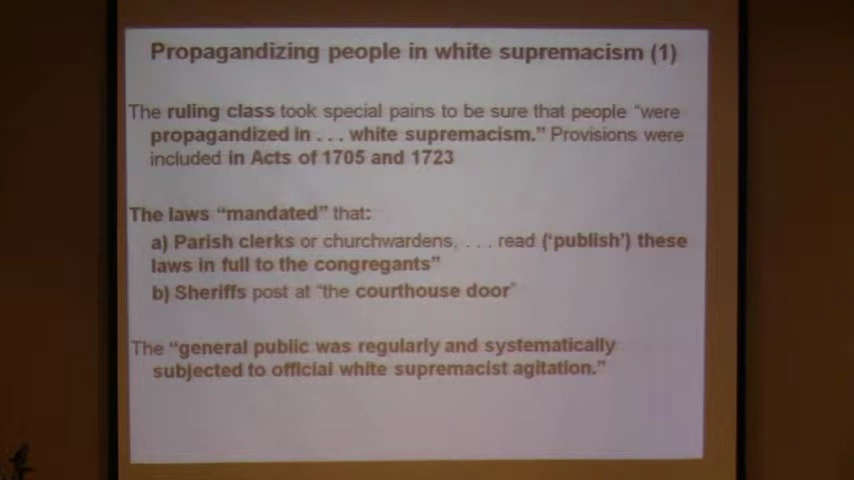 Propagandizing people in white supremacism (1)
The ruling class took special pains to be sure that people “were
propagandized in . . . white supremacism.” Provisions were
included in Acts of 1705 and 1723
The laws “mandated” that:
a) Parish clerks or churchwardens, . . . read (‘publish’) these
laws in full to the congregants”
b) Sheriffs post at “the courthouse door”
The “general public was regularly and systematically
subjected to official white supremacist agitation.”